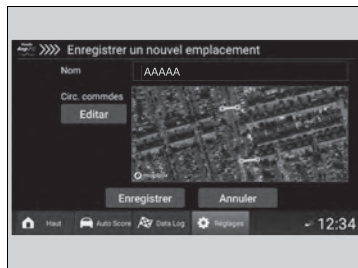 Enregistrer un nouvel emplacement
Nom AAAAA
Circ. commdes
Editar
Enregistrer Annuler
Haut Auto Score Data Log Réglages 12:34